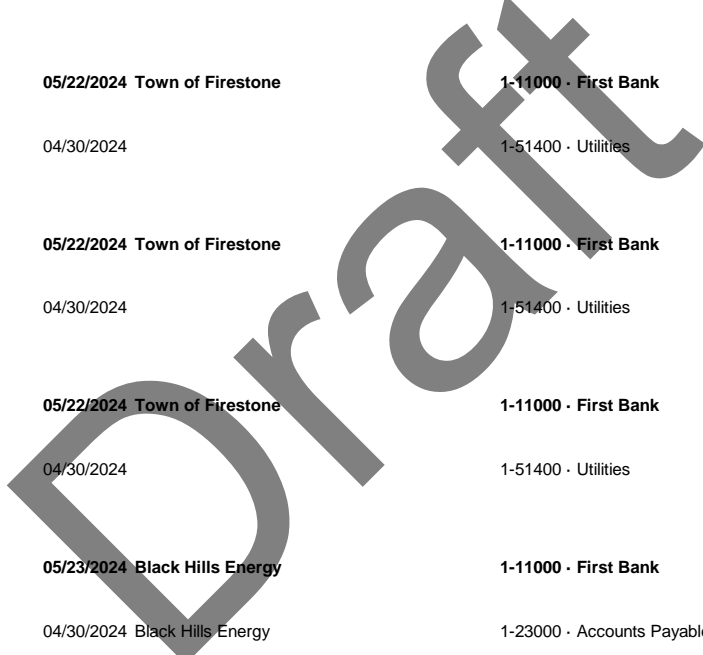 05/22/2024 Town of Firestone 1-11000 · First Bank
04/30/2024 1-51400 · Utilities
05/22/2024 Town of Firestone 1-11000 · First Bank
04/30/2024 1-51400 · Utilities
05/22/2024 Town of Firestone 1-11000 · First Bank
04/30/2024 1-51400 · Utilities
05/23/2024 Black Hills Energy 1-11000 · First Bank
04/30/2024 Black Hills Energy 1-23000 · Accounts Payable
Draft